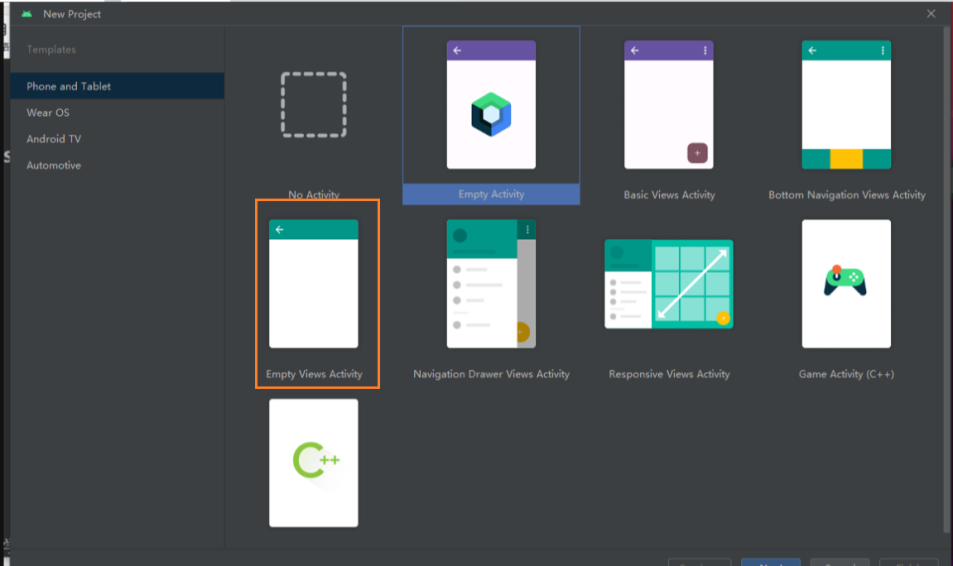 New Project
Templates
Phone and Tablet
Wear OS
Android TV
Automotive
No Activity
Empty Activity
Basic Views Activity
Bottom Navigation Views Activity
Empty Views Activity
Navigation Drawer Views Activity
Responsive Views Activity
Game Activity (C++)
C++